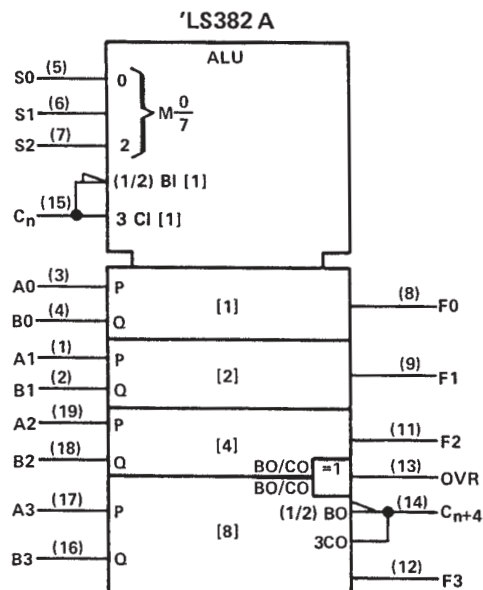 'LS382 A
ALU
S0 (5) 0
S1 (6) M 0/7
S2 (7) 2
(1/2) BI [1]
Cn (15) 3 CI [1]
A0 (3) P
[1] (8) F0
B0 (4) Q
A1 (1) P
[2] (9) F1
B1 (2) Q
A2 (19) P
[4] (11) F2
B2 (18) Q
BO/CO =1 (13) OVR
BO/CO
A3 (17) P
(1/2) BO (14) Cn+4
[8]
3CO
B3 (16) Q
(12) F3